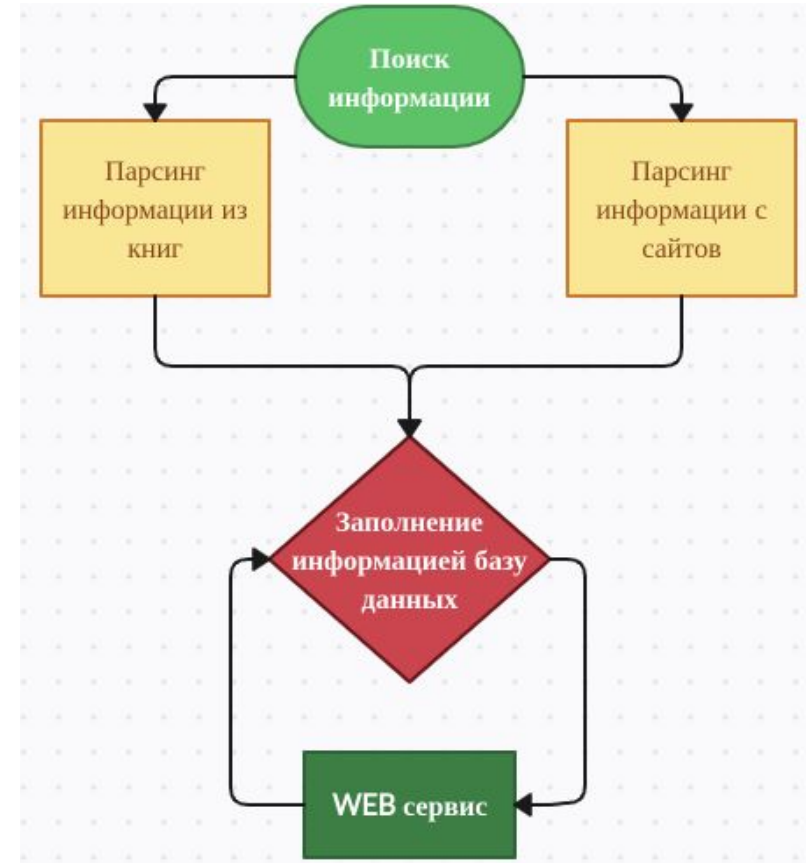 Поиск
информации
Парсинг
информации из
книг
Парсинг
информации с
сайтов
Заполнение
информацией базу
данных
WEB сервис